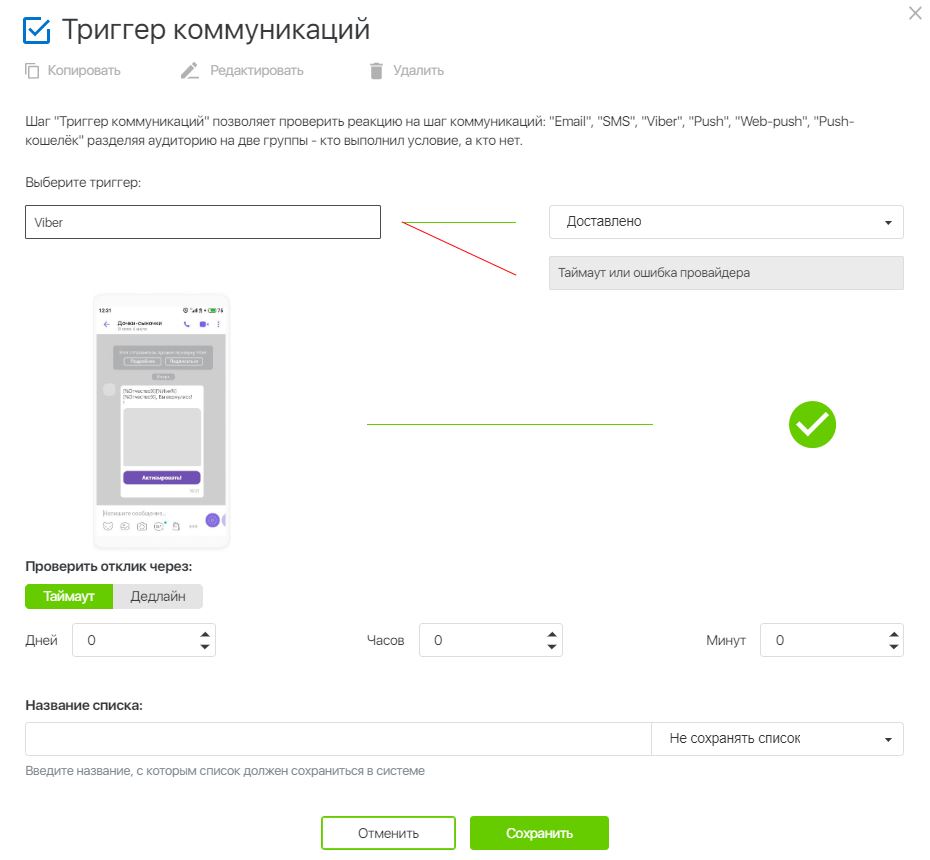 Триггер коммуникаций
Копировать Редактировать Удалить
Шаг "Триггер коммуникаций" позволяет проверить реакцию на шаг коммуникаций: "Email", "SMS", "Viber", "Push", "Web-push", "Push-
кошелёк" разделяя аудиторию на две группы - кто выполнил условие, а кто нет.
Выберите триггер:
Viber Доставлено
Таймаут или ошибка провайдера
12:51 76
Дочки-сыночки
Подробнее
[%Отчество%]
Активировать!
Напишите сообщение...
Проверить отклик через:
Таймаут Дедлайн
Дней 0 Часов 0 Минут 0
Название списка:
Не сохранять список
Введите название, с которым список должен сохраниться в системе
Отменить Сохранить